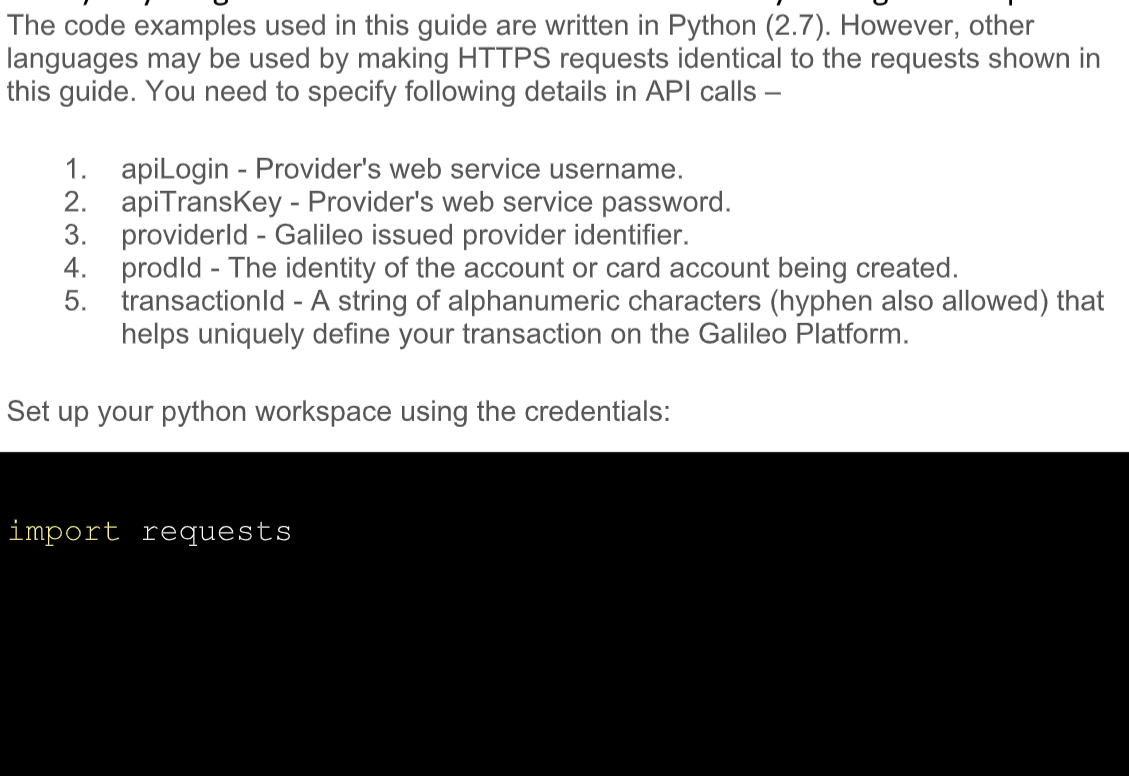 The code examples used in this guide are written in Python (2.7). However, other
languages may be used by making HTTPS requests identical to the requests shown in
this guide. You need to specify following details in API calls –
1. apiLogin - Provider's web service username.
2. apiTransKey - Provider's web service password.
3. providerId - Galileo issued provider identifier.
4. prodId - The identity of the account or card account being created.
5. transactionId - A string of alphanumeric characters (hyphen also allowed) that
helps uniquely define your transaction on the Galileo Platform.
Set up your python workspace using the credentials:
import requests